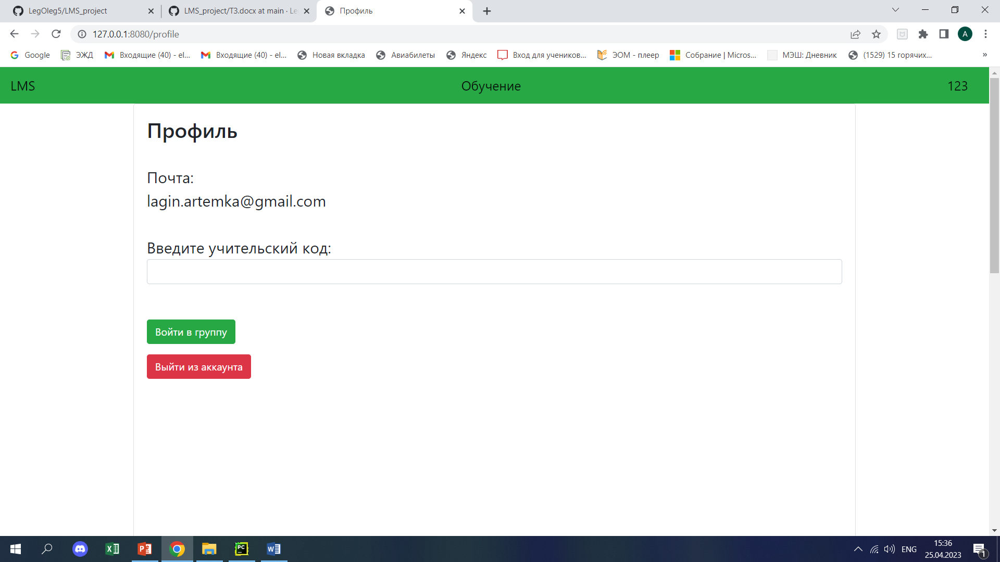 LegOleg5/LMS_project
LMS_project/ТЗ.docx at main · Le
Профиль
127.0.0.1:8080/profile
A
Google
ЭЖД
Входящие (40) - el...
Входящие (40) - el...
Новая вкладка
Авиабилеты
Яндекс
Вход для учеников...
ЭОМ - плеер
Собрание | Micros...
МЭШ: Дневник
(1529) 15 горячих...
»
LMS
Обучение
123
Профиль
Почта:
lagin.artemka@gmail.com
Введите учительский код:
Войти в группу
Выйти из аккаунта
ENG
15:36
25.04.2023
1